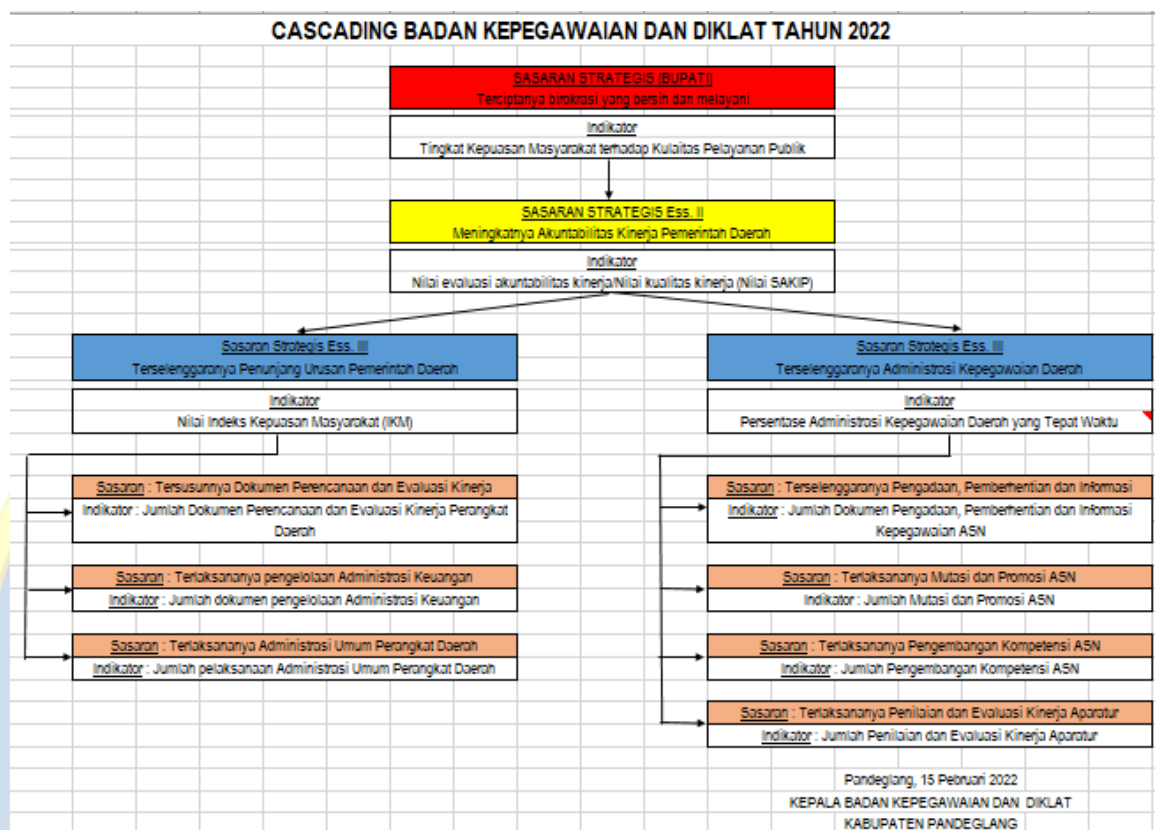 CASCADING BADAN KEPEGAWAIAN DAN DIKLAT TAHUN 2022
SASARAN STRATEGIS (BUPATI)
Terciptanya birokrasi yang bersih dan melayani
Indikator
Tingkat Kepuasan Masyarakat terhadap Kulaitas Pelayanan Publik
SASARAN STRATEGIS Ess. II
Meningkatnya Akuntabilitas Kinerja Pemerintah Daerah
Indikator
Nilai evaluasi akuntabilitas kinerja/Nilai kualitas kinerja (Nilai SAKIP)
Sasaran Strategis Ess. III
Terselenggaranya Penunjang Urusan Pemerintah Daerah
Indikator
Nilai Indeks Kepuasan Masyarakat (IKM)
Sasaran : Tersusunnya Dokumen Perencanaan dan Evaluasi Kinerja
Indikator : Jumlah Dokumen Perencanaan dan Evaluasi Kinerja Perangkat
Daerah
Sasaran : Terlaksananya pengelolaan Administrasi Keuangan
Indikator : Jumlah dokumen pengelolaan Administrasi Keuangan
Sasaran : Terlaksananya Administrasi Umum Perangkat Daerah
Indikator : Jumlah pelaksanaan Administrasi Umum Perangkat Daerah
Sasaran Strategis Ess. III
Terselenggaranya Administrasi Kepegawaian Daerah
Indikator
Persentase Administrasi Kepegawaian Daerah yang Tepat Waktu
Sasaran : Terselenggaranya Pengadaan, Pemberhentian dan Informasi
Indikator : Jumlah Dokumen Pengadaan, Pemberhentian dan Informasi
Kepegawaian ASN
Sasaran : Terlaksananya Mutasi dan Promosi ASN
Indikator : Jumlah Mutasi dan Promosi ASN
Sasaran : Terlaksananya Pengembangan Kompetensi ASN
Indikator : Jumlah Pengembangan Kompetensi ASN
Sasaran : Terlaksananya Penilaian dan Evaluasi Kinerja Aparatur
Indikator : Jumlah Penilaian dan Evaluasi Kinerja Aparatur
Pandeglang, 15 Pebruari 2022
KEPALA BADAN KEPEGAWAIAN DAN DIKLAT
KABUPATEN PANDEGLANG